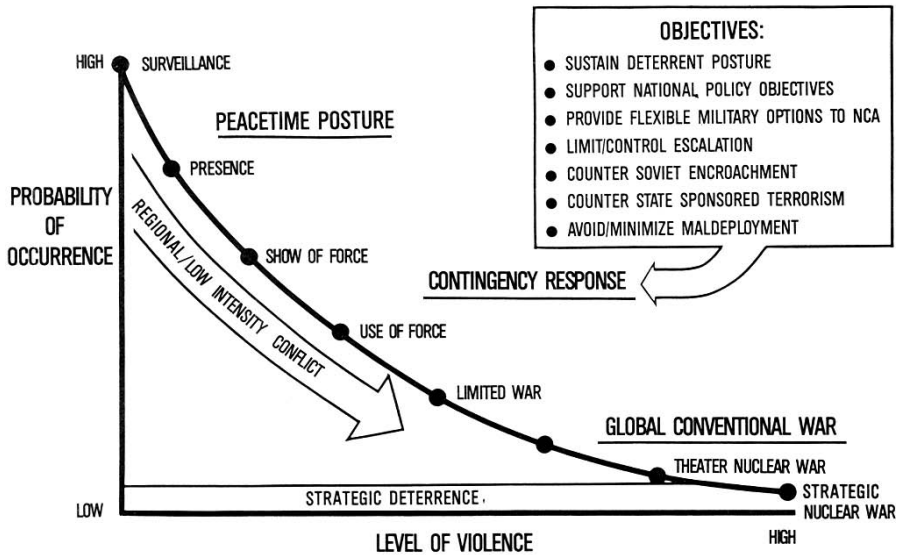 OBJECTIVES:
● SUSTAIN DETERRENT POSTURE
● SUPPORT NATIONAL POLICY OBJECTIVES
● PROVIDE FLEXIBLE MILITARY OPTIONS TO NCA
● LIMIT/CONTROL ESCALATION
● COUNTER SOVIET ENCROACHMENT
● COUNTER STATE SPONSORED TERRORISM
● AVOID/MINIMIZE MALDEPLOYMENT
HIGH
SURVEILLANCE
PEACETIME POSTURE
PRESENCE
PROBABILITY
OF
OCCURRENCE
REGIONAL/LOW INTENSITY
CONFLICT
SHOW OF FORCE
CONTINGENCY RESPONSE
USE OF FORCE
LIMITED WAR
GLOBAL CONVENTIONAL WAR
THEATER NUCLEAR WAR
STRATEGIC
NUCLEAR WAR
STRATEGIC DETERRENCE.
LOW
LEVEL OF VIOLENCE
HIGH